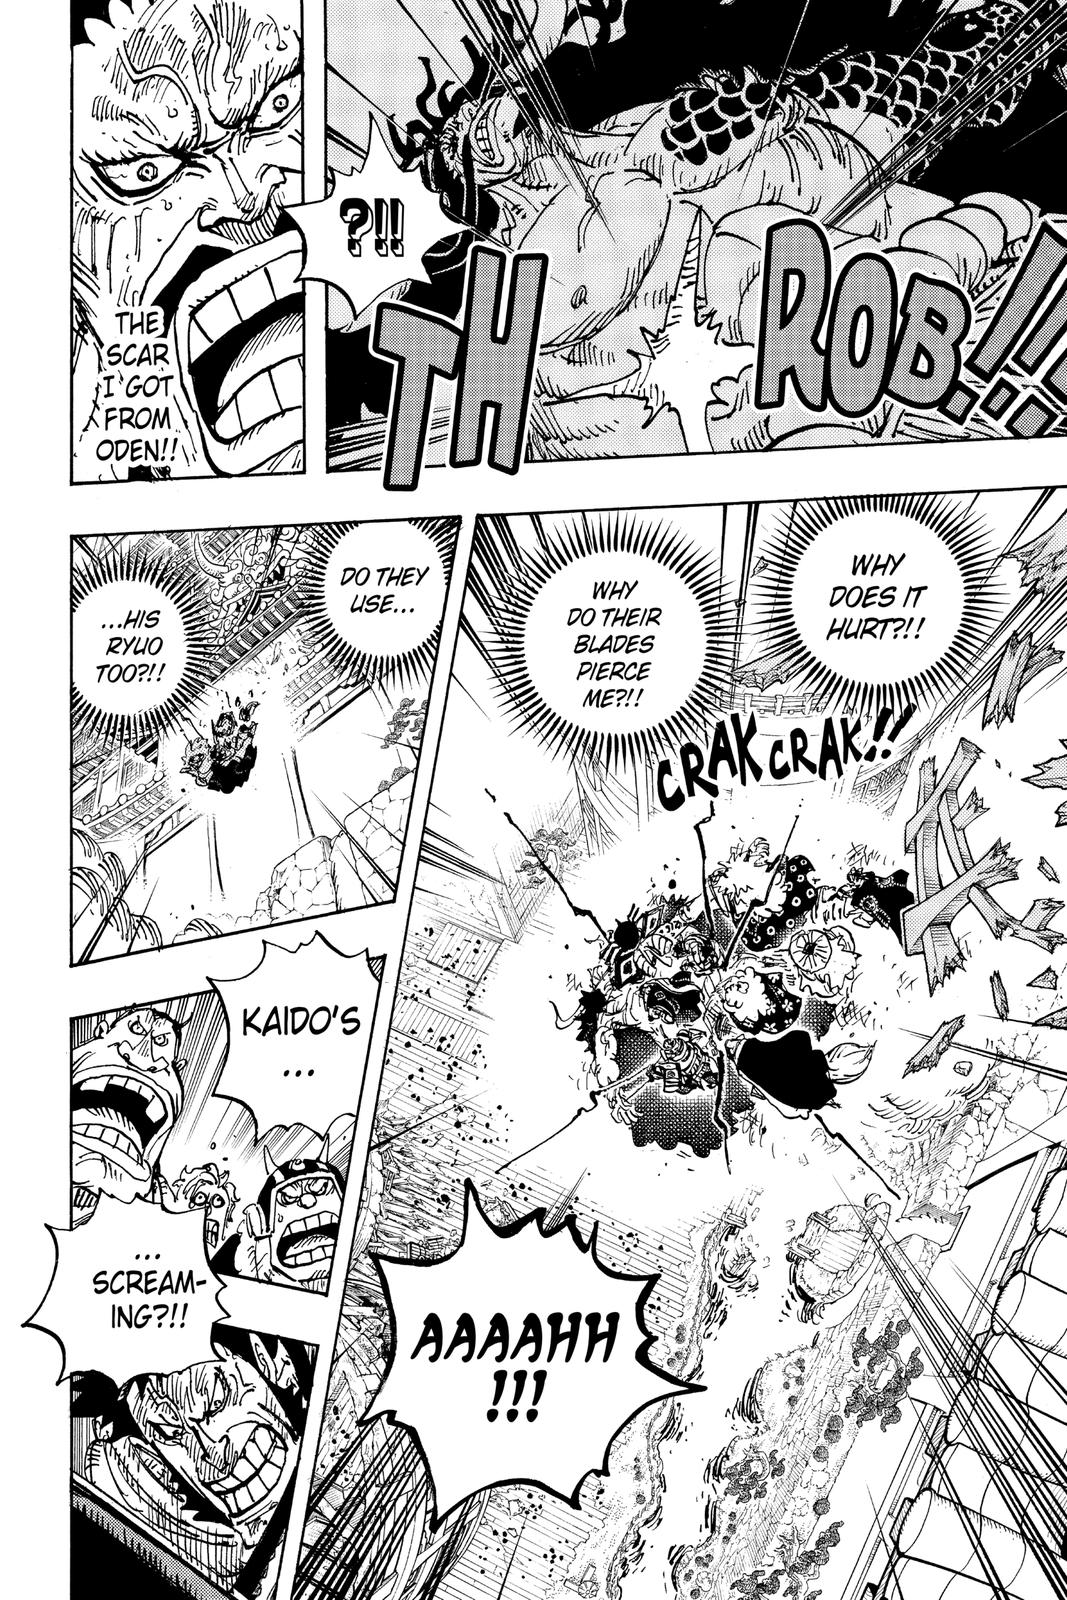 ?!!
TH
ROB...!!
THE
SCAR
I GOT
FROM
ODEN!!
WHY
DOES IT
HURT?!!
WHY
DO THEIR
BLADES
PIERCE
ME?!!
CRAK CRAK!!
DO THEY
USE...
...HIS
RYUO
TOO?!!
AAAAHH
!!!
KAIDO'S
...
...
SCREAM-
ING?!!